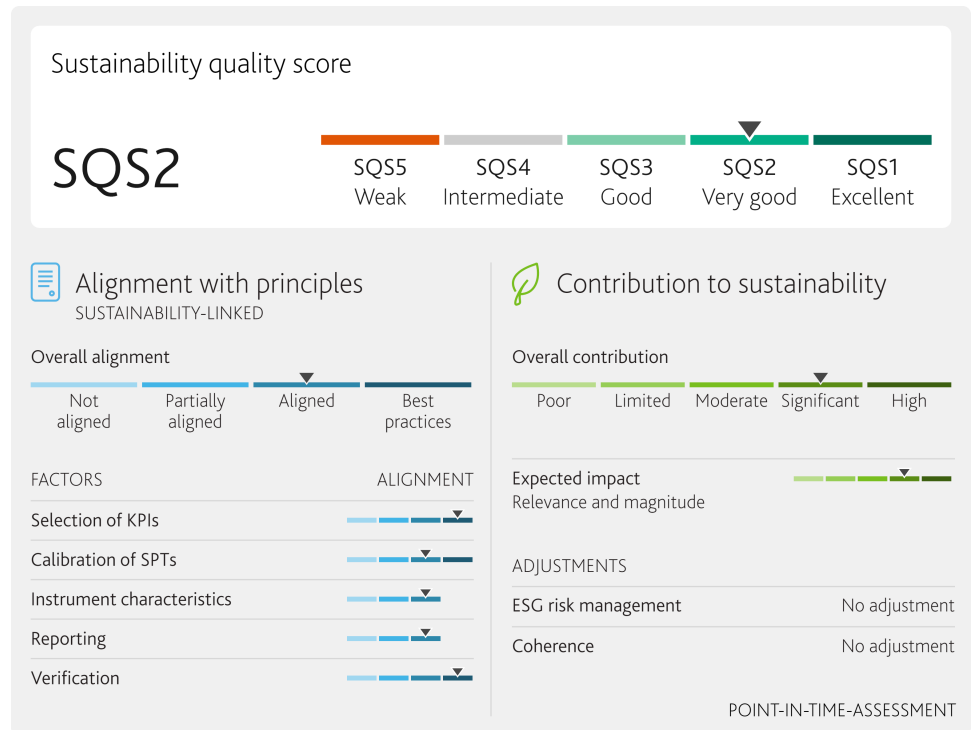 Sustainability quality score
SQS2
SQS5 SQS4 SQS3 SQS2 SQS1
Weak Intermediate Good Very good Excellent
Alignment with principles
SUSTAINABILITY-LINKED
Overall alignment
Not aligned
Partially aligned
Aligned
Best practices
FACTORS ALIGNMENT
Selection of KPIs
Calibration of SPTs
Instrument characteristics
Reporting
Verification
Contribution to sustainability
Overall contribution
Poor Limited Moderate Significant High
Expected impact
Relevance and magnitude
ADJUSTMENTS
ESG risk management No adjustment
Coherence No adjustment
POINT-IN-TIME-ASSESSMENT